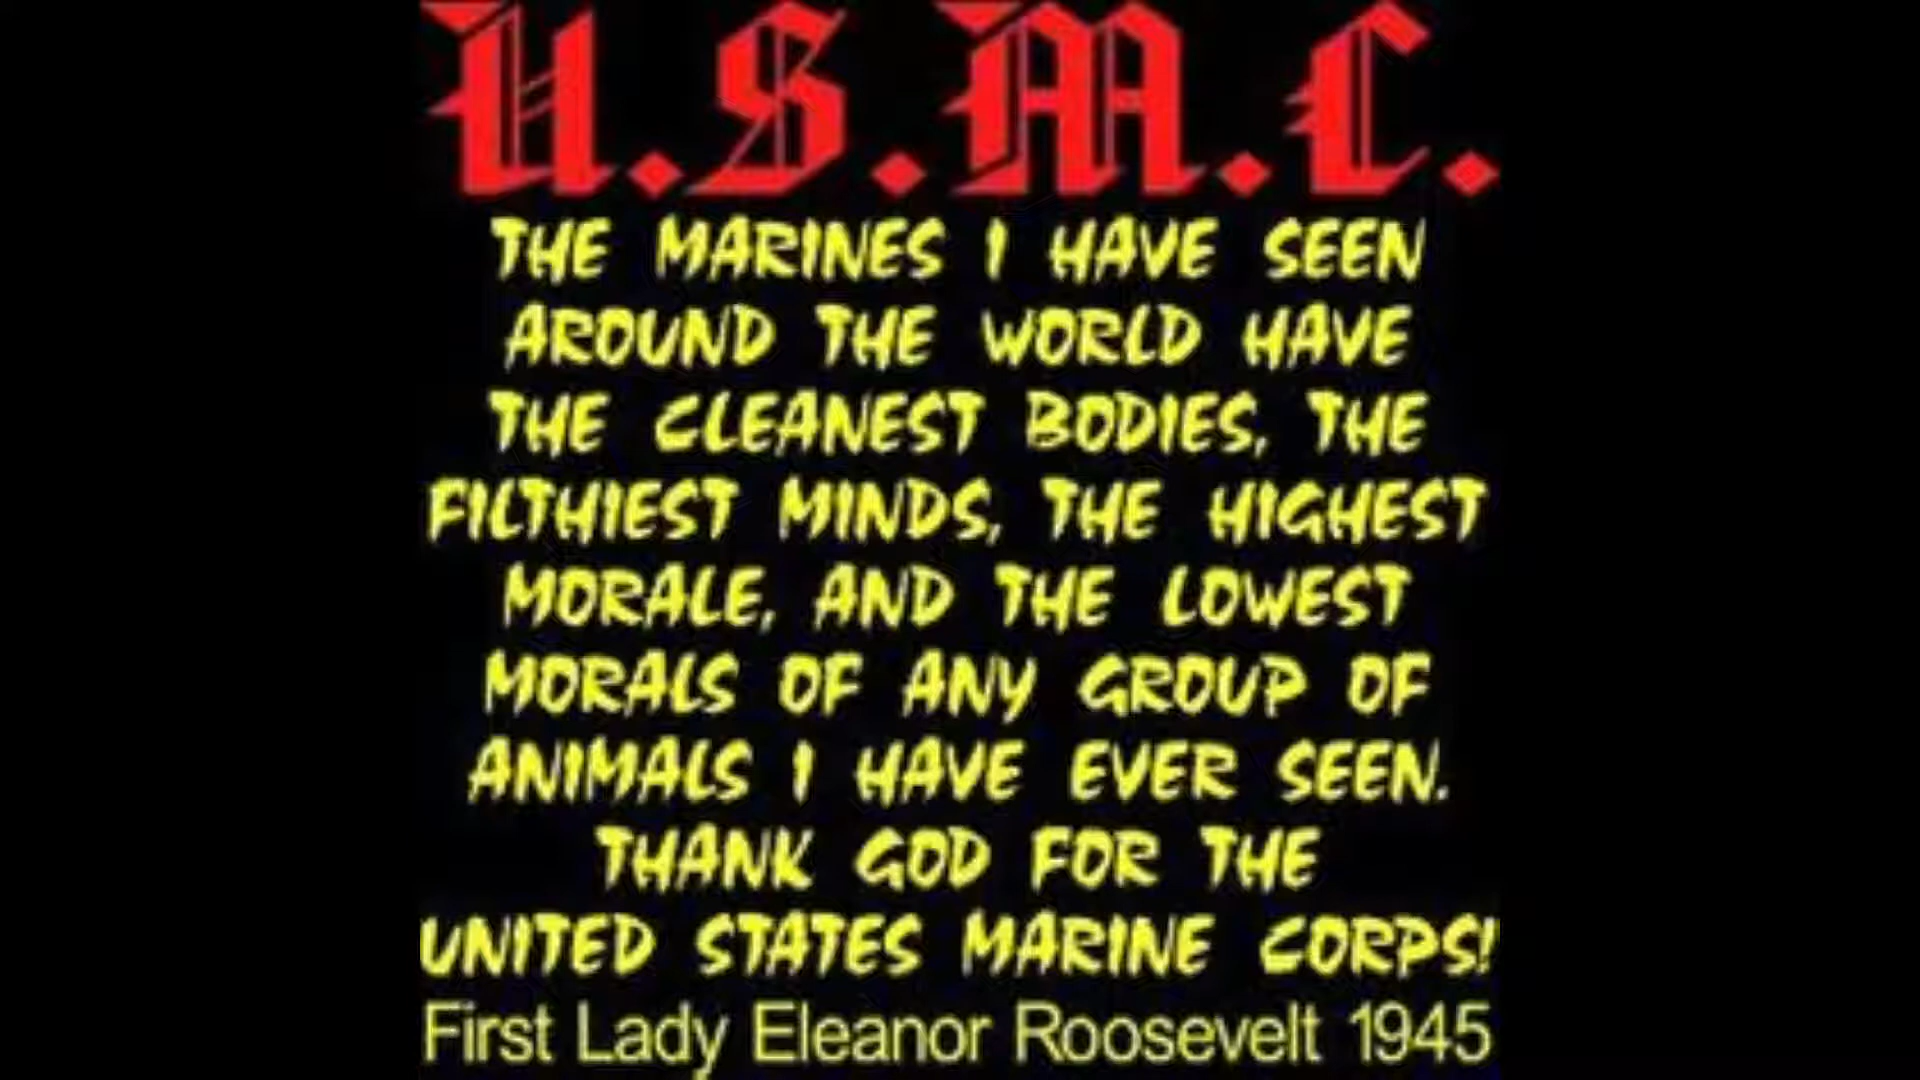 U.S.M.C.
THE MARINES I HAVE SEEN
AROUND THE WORLD HAVE
THE CLEANEST BODIES, THE
FILTHIEST MINDS, THE HIGHEST
MORALE, AND THE LOWEST
MORALS OF ANY GROUP OF
ANIMALS I HAVE EVER SEEN.
THANK GOD FOR THE
UNITED STATES MARINE CORPS!
First Lady Eleanor Roosevelt 1945